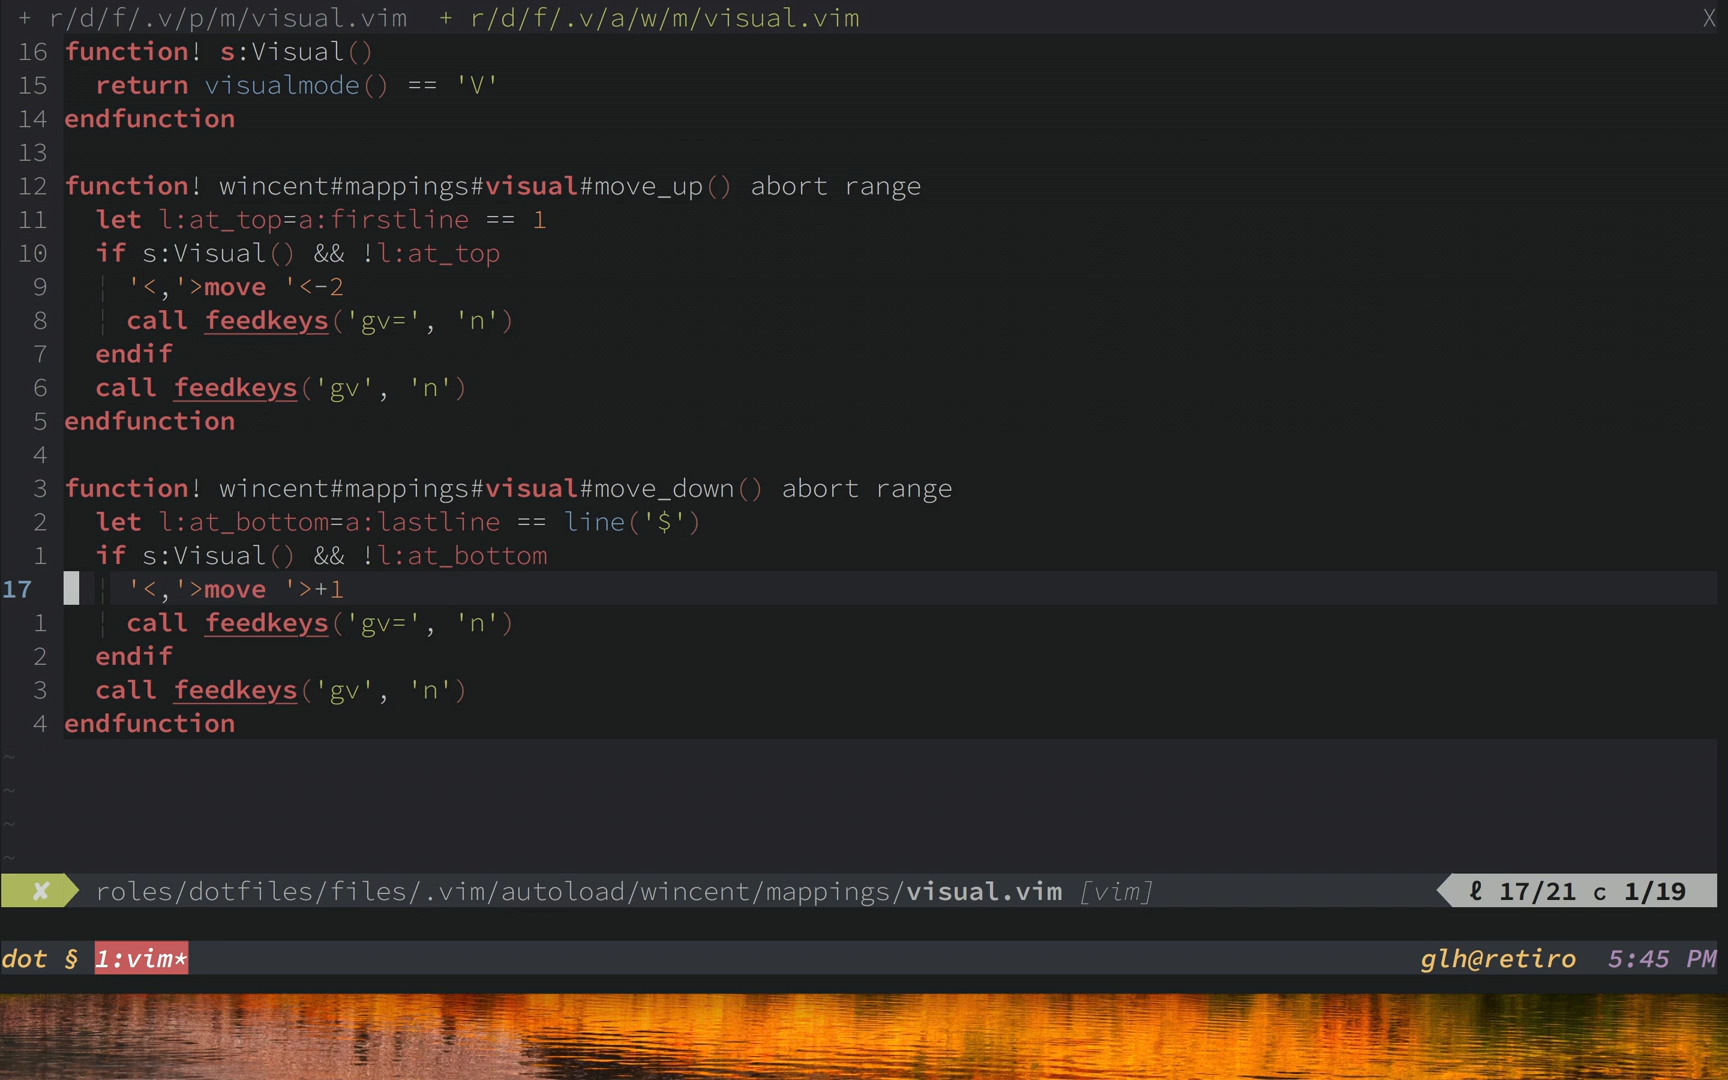 + r/d/f/.v/p/m/visual.vim + r/d/f/.v/a/w/m/visual.vim X
16 function! s:Visual()
15   return visualmode() == 'V'
14 endfunction
13
12 function! wincent#mappings#visual#move_up() abort range
11   let l:at_top=a:firstline == 1
10   if s:Visual() && !l:at_top
9   ¦ '<,'>move '<-2
8   ¦ call feedkeys('gv=', 'n')
7   endif
6   call feedkeys('gv', 'n')
5 endfunction
4
3 function! wincent#mappings#visual#move_down() abort range
2   let l:at_bottom=a:lastline == line('$')
1   if s:Visual() && !l:at_bottom
17   ¦ '<,'>move '>+1
1   ¦ call feedkeys('gv=', 'n')
2   endif
3   call feedkeys('gv', 'n')
4 endfunction
~
~
~
~
✘ roles/dotfiles/files/.vim/autoload/wincent/mappings/visual.vim [vim] ℓ 17/21 c 1/19
dot § 1:vim* glh@retiro 5:45 PM